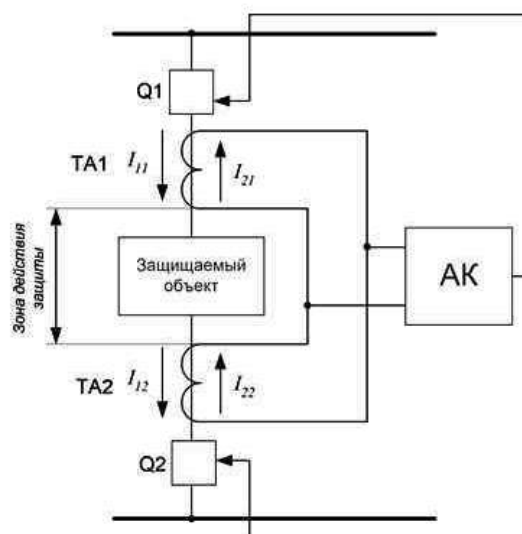 Q1
TA1
I11
I21
Зона действия
защиты
Защищаемый
объект
АК
TA2
I12
I22
Q2